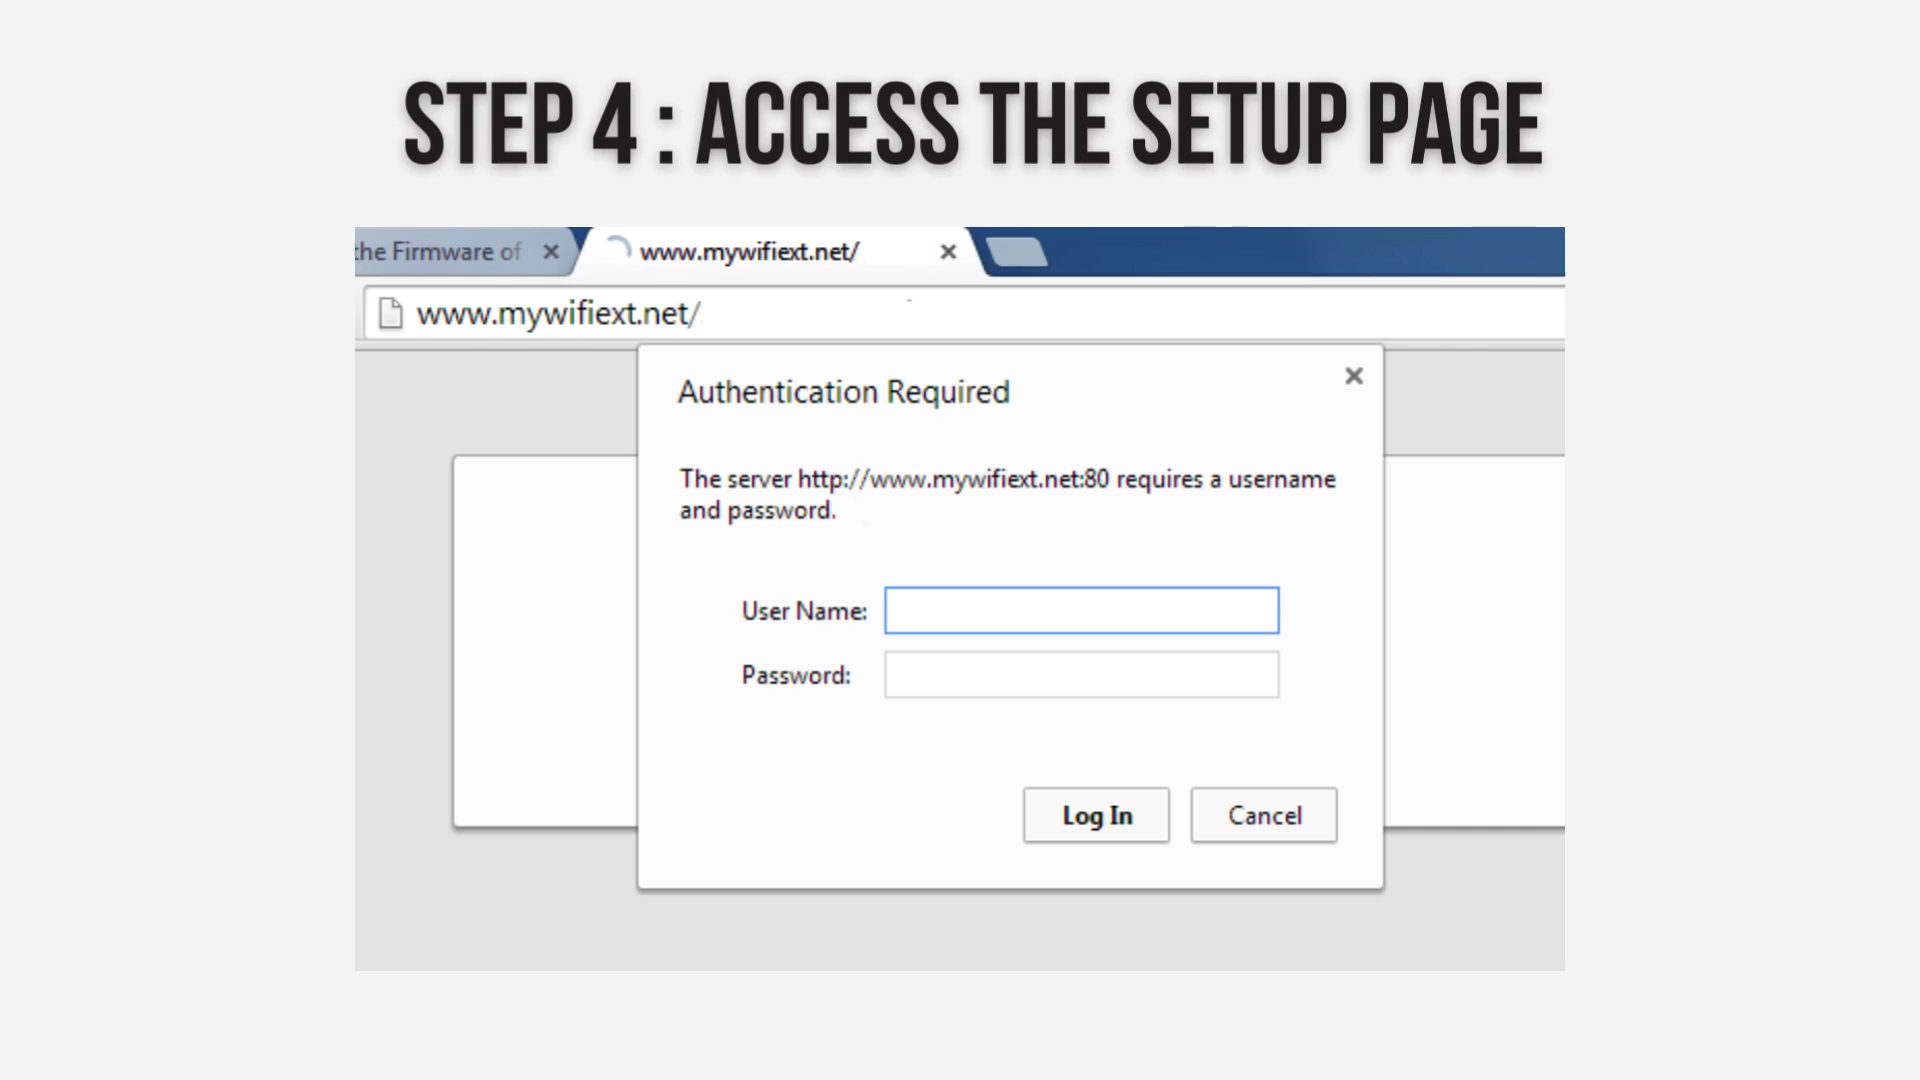 STEP 4 : ACCESS THE SETUP PAGE
the Firmware of
www.mywifiext.net/
www.mywifiext.net/
Authentication Required
The server http://www.mywifiext.net:80 requires a username
and password.
User Name:
Password:
Log In
Cancel